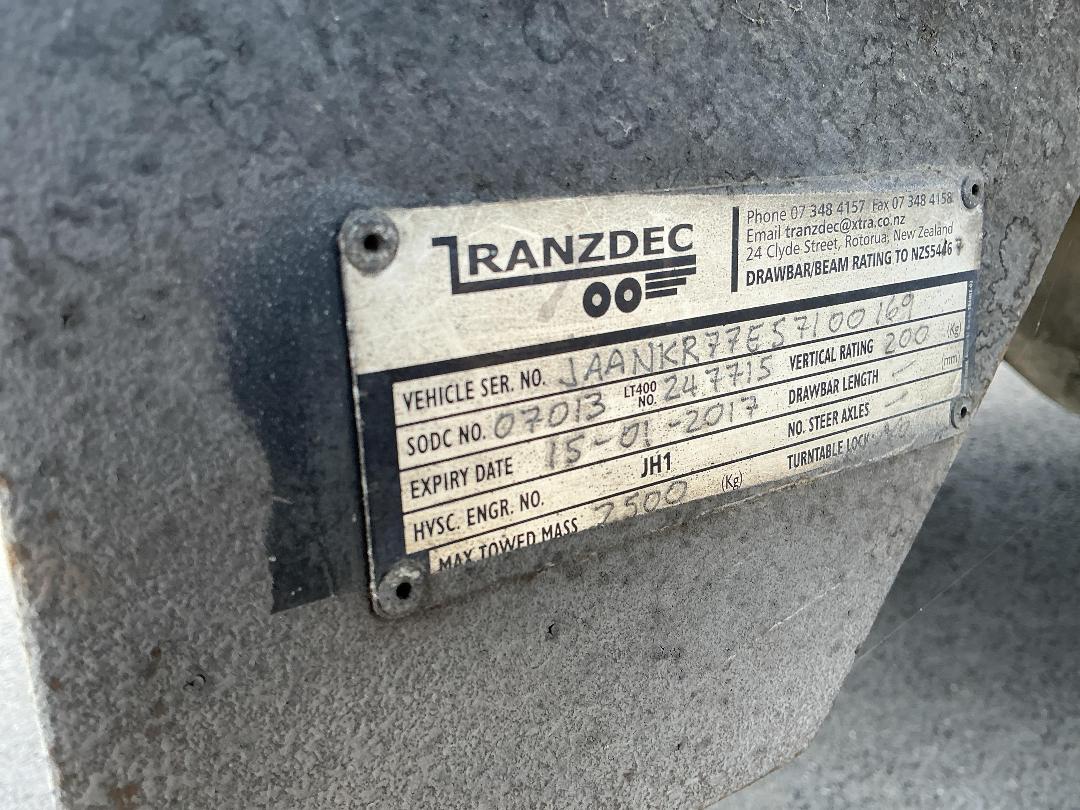 TRANZDEC
Phone 07 348 4157 Fax 07 348 4158
Email tranzdec@xtra.co.nz
24 Clyde Street, Rotorua, New Zealand
DRAWBAR/BEAM RATING TO NZS5446
VEHICLE SER. NO. JAANKR77E57100169
SODC NO. 07013 LT400 NO. 247715 VERTICAL RATING 200 (Kg)
EXPIRY DATE 15-01-2017 DRAWBAR LENGTH — (mm)
HVSC. ENGR. NO. JH1 NO. STEER AXLES —
MAX TOWED MASS 2500 (Kg) TURNTABLE LOCK